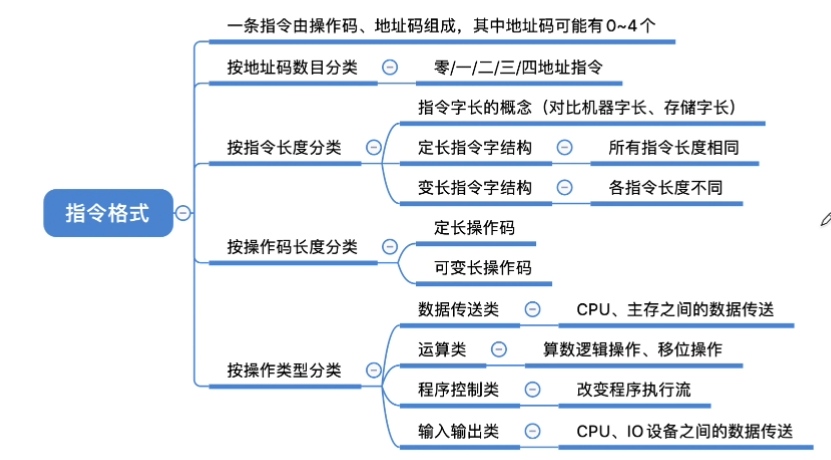 一条指令由操作码、地址码组成，其中地址码可能有0~4个
按地址码数目分类
零/一/二/三/四地址指令
指令字长的概念（对比机器字长、存储字长）
按指令长度分类
定长指令字结构
所有指令长度相同
变长指令字结构
各指令长度不同
指令格式
定长操作码
按操作码长度分类
可变长操作码
数据传送类
CPU、主存之间的数据传送
运算类
算数逻辑操作、移位操作
按操作类型分类
程序控制类
改变程序执行流
输入输出类
CPU、IO设备之间的数据传送